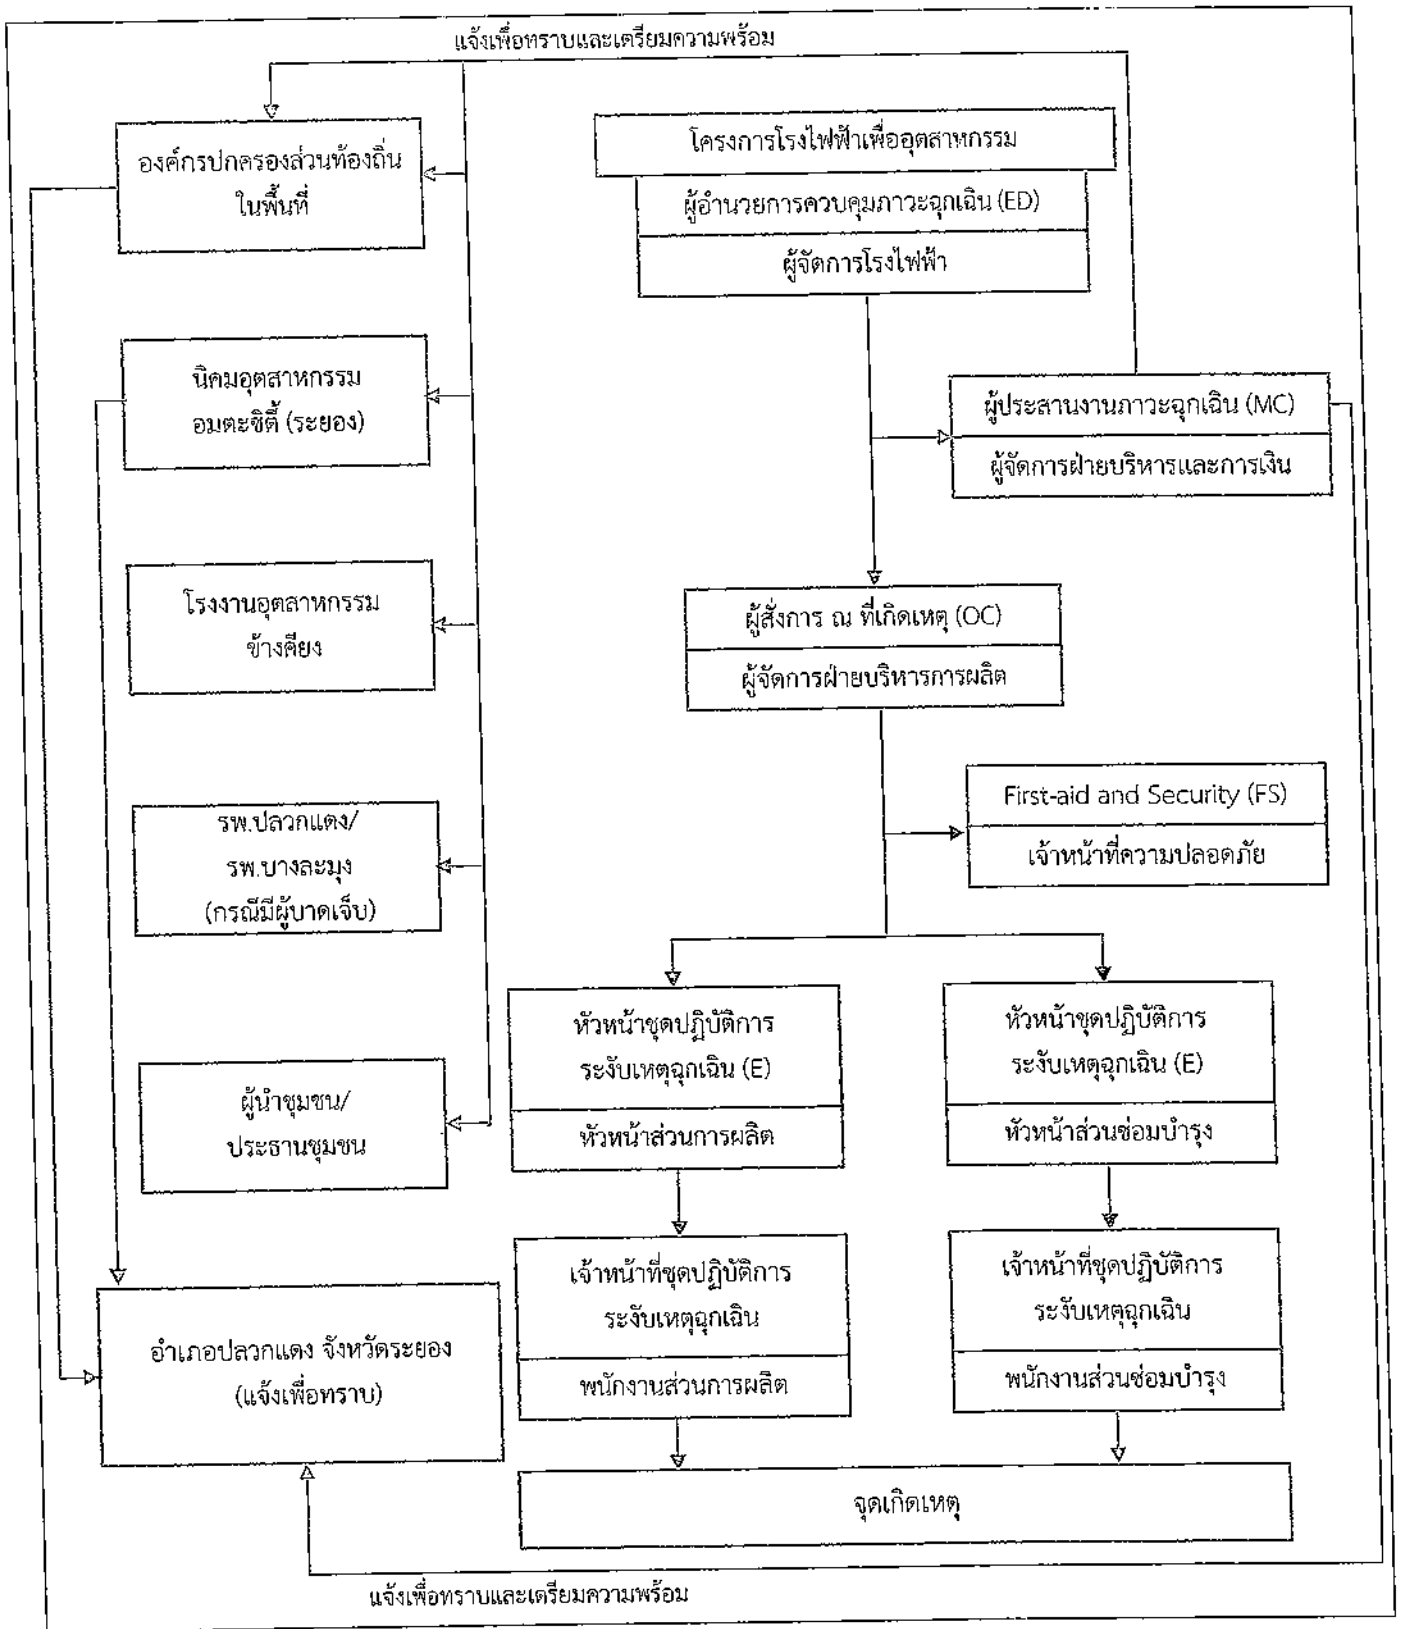 แจ้งเพื่อทราบและเตรียมความพร้อม
องค์กรปกครองส่วนท้องถิ่น
ในพื้นที่
นิคมอุตสาหกรรม
อมตะซิตี้ (ระยอง)
โรงงานอุตสาหกรรม
ข้างคียง
รพ.ปลวกแดง/
รพ.บางละมุง
(กรณีมีผู้บาดเจ็บ)
ผู้นำชุมชน/
ประธานชุมชน
อำเภอปลวกแดง จังหวัดระยอง
(แจ้งเพื่อทราบ)
โครงการโรงไฟฟ้าเพื่ออุตสาหกรรม
ผู้อำนวยการควบคุมภาวะฉุกเฉิน (ED)
ผู้จัดการโรงไฟฟ้า
ผู้ประสานงานภาวะฉุกเฉิน (MC)
ผู้จัดการฝ่ายบริหารและการเงิน
ผู้สั่งการ ณ ที่เกิดเหตุ (OC)
ผู้จัดการฝ่ายบริหารการผลิต
First-aid and Security (FS)
เจ้าหน้าที่ความปลอดภัย
หัวหน้าชุดปฏิบัติการ
ระงับเหตุฉุกเฉิน (E)
หัวหน้าส่วนการผลิต
หัวหน้าชุดปฏิบัติการ
ระงับเหตุฉุกเฉิน (E)
หัวหน้าส่วนซ่อมบำรุง
เจ้าหน้าที่ชุดปฏิบัติการ
ระงับเหตุฉุกเฉิน
พนักงานส่วนการผลิต
เจ้าหน้าที่ชุดปฏิบัติการ
ระงับเหตุฉุกเฉิน
พนักงานส่วนซ่อมบำรุง
จุดเกิดเหตุ
แจ้งเพื่อทราบและเตรียมความพร้อม